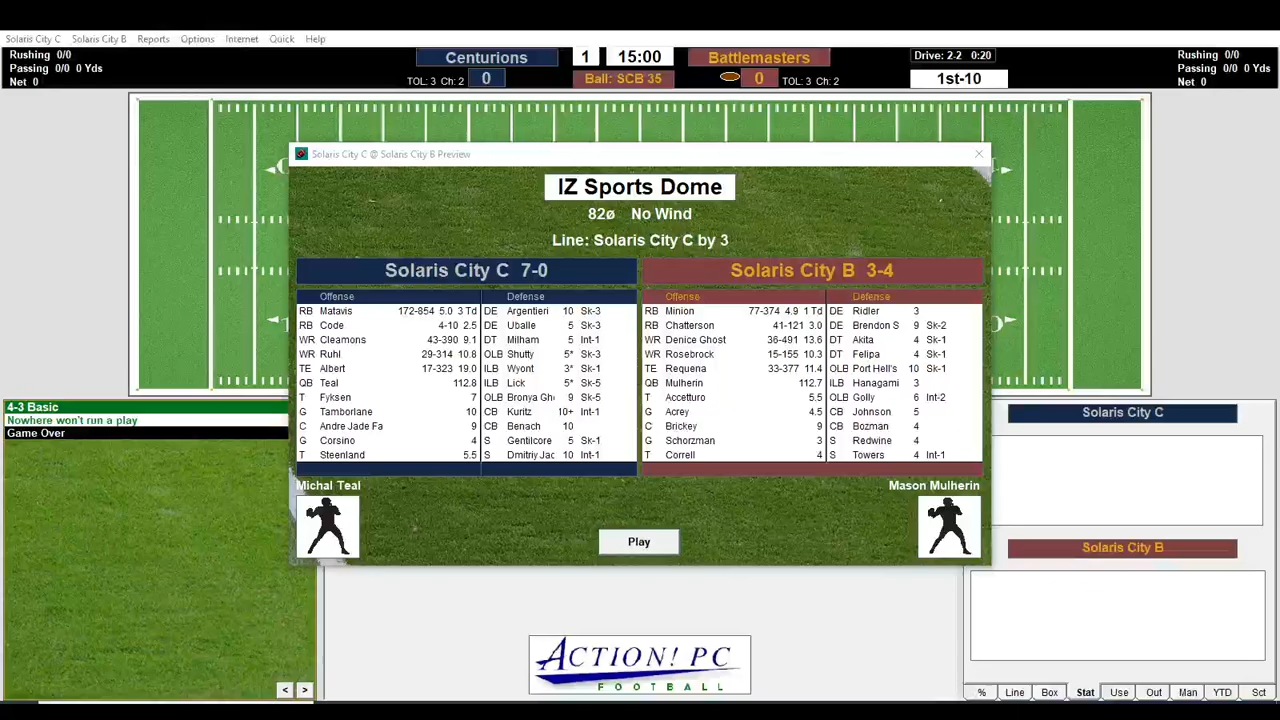 Solaris City C Solaris City B Reports Options Internet Quick Help
Rushing 0/0
Passing 0/0 0 Yds
Net 0
Centurions 1 15:00 Battlemasters
TOL: 3 Ch: 2 0 Ball: SCB 35 0 TOL: 3 Ch: 2
Drive: 2-2 0:20
1st-10
Rushing 0/0
Passing 0/0 0 Yds
Net 0
Solaris City C @ Solaris City B Preview
IZ Sports Dome
82ø No Wind
Line: Solaris City C by 3
Solaris City C 7-0
Offense Defense
RB Matavis 172-854 5.0 3 Td DE Argentieri 10 Sk-3
RB Code 4-10 2.5 DE Uballe 5 Sk-3
WR Cleamons 43-390 9.1 DT Milham 5 Int-1
WR Ruhl 29-314 10.8 OLB Shutty 5* Sk-3
TE Albert 17-323 19.0 ILB Wyont 3* Sk-1
QB Teal 112.8 ILB Lick 5* Sk-5
T Fyksen 7 OLB Bronya Gh 9 Sk-5
G Tamborlane 10 CB Kuritz 10+ Int-1
C Andre Jade Fa 9 CB Benach 10
G Corsino 4 S Gentilcore 5 Sk-1
T Steenland 5.5 S Dmitriy Jac 10 Int-1
Solaris City B 3-4
Offense Defense
RB Minion 77-374 4.9 1 Td DE Ridler 3
RB Chatterson 41-121 3.0 DE Brendon S 9 Sk-2
WR Denice Ghost 36-491 13.6 DT Akita 4 Sk-1
WR Rosebrock 15-155 10.3 DT Felipa 4 Sk-1
TE Requena 33-377 11.4 OLB Port Hell's 10 Sk-1
QB Mulherin 112.7 ILB Hanagami 3
T Accetturo 5.5 OLB Golly 6 Int-2
G Acrey 4.5 CB Johnson 5
C Brickey 9 CB Bozman 4
G Schorzman 3 S Redwine 4
T Correll 4 S Towers 4 Int-1
Michal Teal
Mason Mulherin
Play
4-3 Basic
Nowhere won't run a play
Game Over
Solaris City C
Solaris City B
ACTION! PC
FOOTBALL
< >
% Line Box Stat Use Out Man YTD Sct